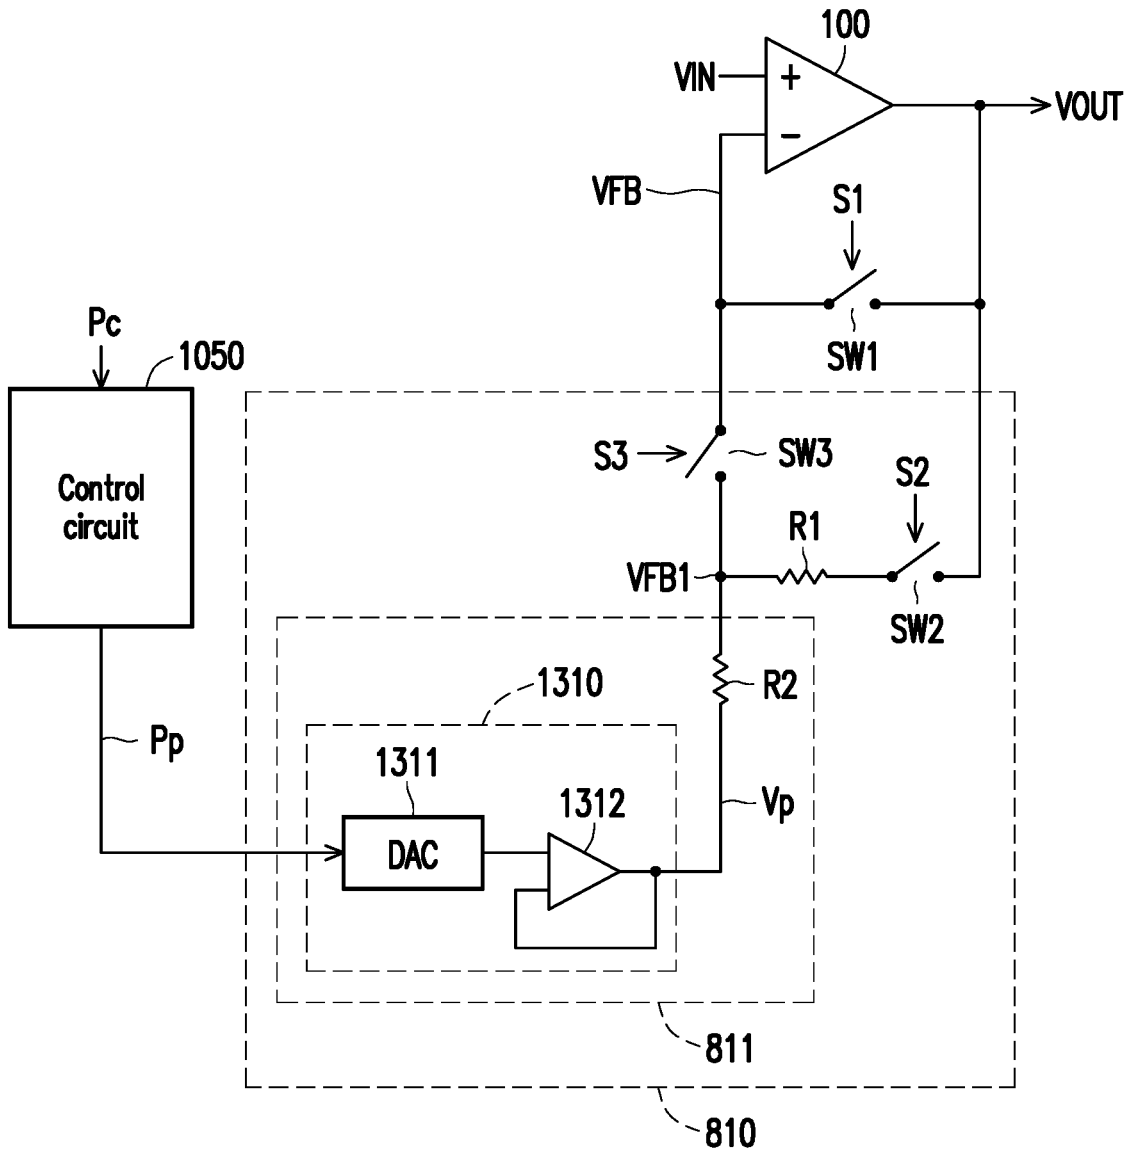 100
VIN
+
VOUT
−
VFB
S1
Pc
1050
SW1
Control
circuit
S3
SW3
S2
R1
VFB1
SW2
1310
R2
Pp
1311
1312
Vp
DAC
811
810